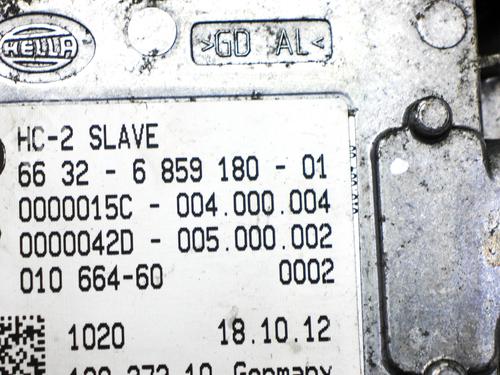 HELLA
>GD AL<
HC-2 SLAVE
66 32 - 6 859 180 - 01
0000015C - 004.000.004
0000042D - 005.000.002
010 664-60 0002
1020 18.10.12
Germany